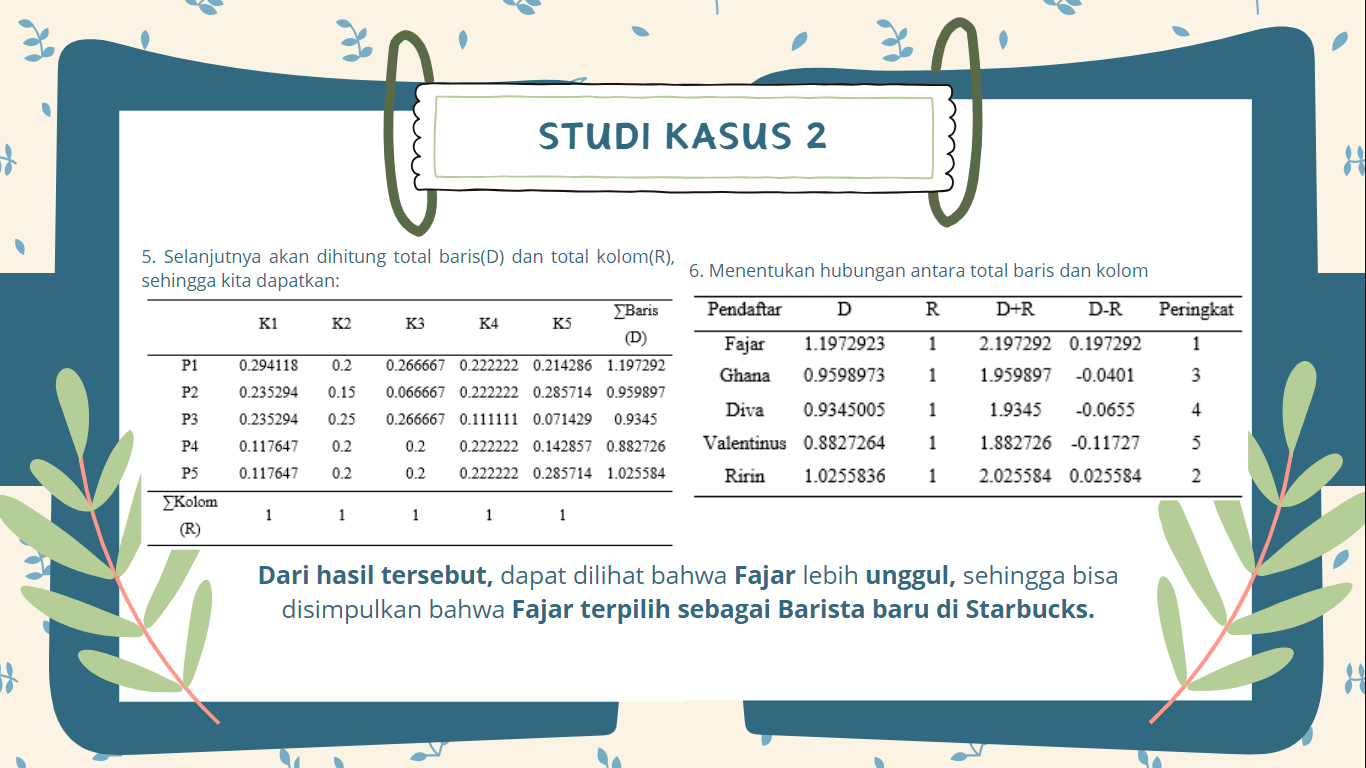 STUDI KASUS 2
5. Selanjutnya akan dihitung total baris(D) dan total kolom(R),
sehingga kita dapatkan:
K1 K2 K3 K4 K5 ∑Baris
(D)
P1 0.294118 0.2 0.266667 0.222222 0.214286 1.197292
P2 0.235294 0.15 0.066667 0.222222 0.285714 0.959897
P3 0.235294 0.25 0.266667 0.111111 0.071429 0.9345
P4 0.117647 0.2 0.2 0.222222 0.142857 0.882726
P5 0.117647 0.2 0.2 0.222222 0.285714 1.025584
∑Kolom
(R) 1 1 1 1 1
6. Menentukan hubungan antara total baris dan kolom
Pendaftar D R D+R D-R Peringkat
Fajar 1.1972923 1 2.197292 0.197292 1
Ghana 0.9598973 1 1.959897 -0.0401 3
Diva 0.9345005 1 1.9345 -0.0655 4
Valentinus 0.8827264 1 1.882726 -0.11727 5
Ririn 1.0255836 1 2.025584 0.025584 2
Dari hasil tersebut, dapat dilihat bahwa Fajar lebih unggul, sehingga bisa
disimpulkan bahwa Fajar terpilih sebagai Barista baru di Starbucks.